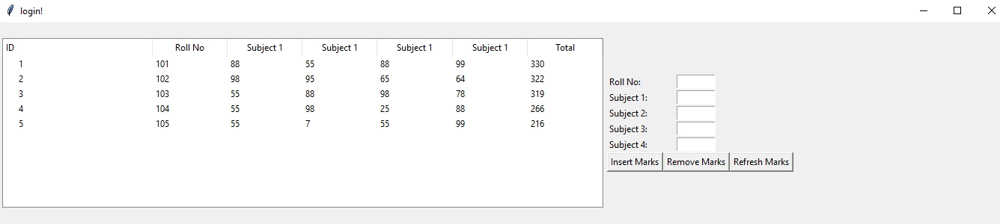 login!
ID Roll No Subject 1 Subject 1 Subject 1 Subject 1 Total
1 101 88 55 88 99 330
2 102 98 95 65 64 322
3 103 55 88 98 78 319
4 104 55 98 25 88 266
5 105 55 7 55 99 216
Roll No:
Subject 1:
Subject 2:
Subject 3:
Subject 4:
Insert Marks Remove Marks Refresh Marks